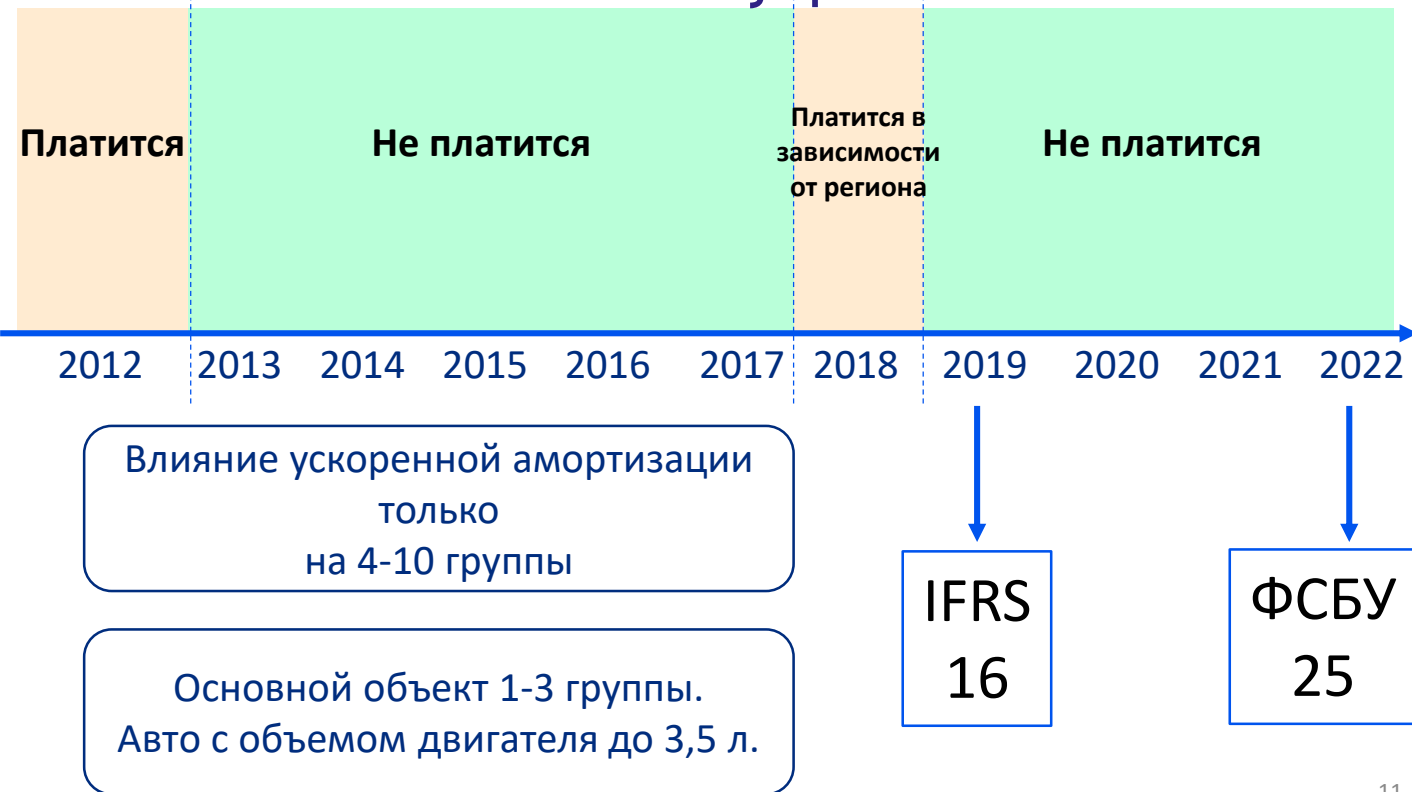 Платится
Не платится
Платится в
зависимости
от региона
Не платится
2012 2013 2014 2015 2016 2017 2018 2019 2020 2021 2022
Влияние ускоренной амортизации
только
на 4-10 группы
Основной объект 1-3 группы.
Авто с объемом двигателя до 3,5 л.
IFRS
16
ФСБУ
25
11